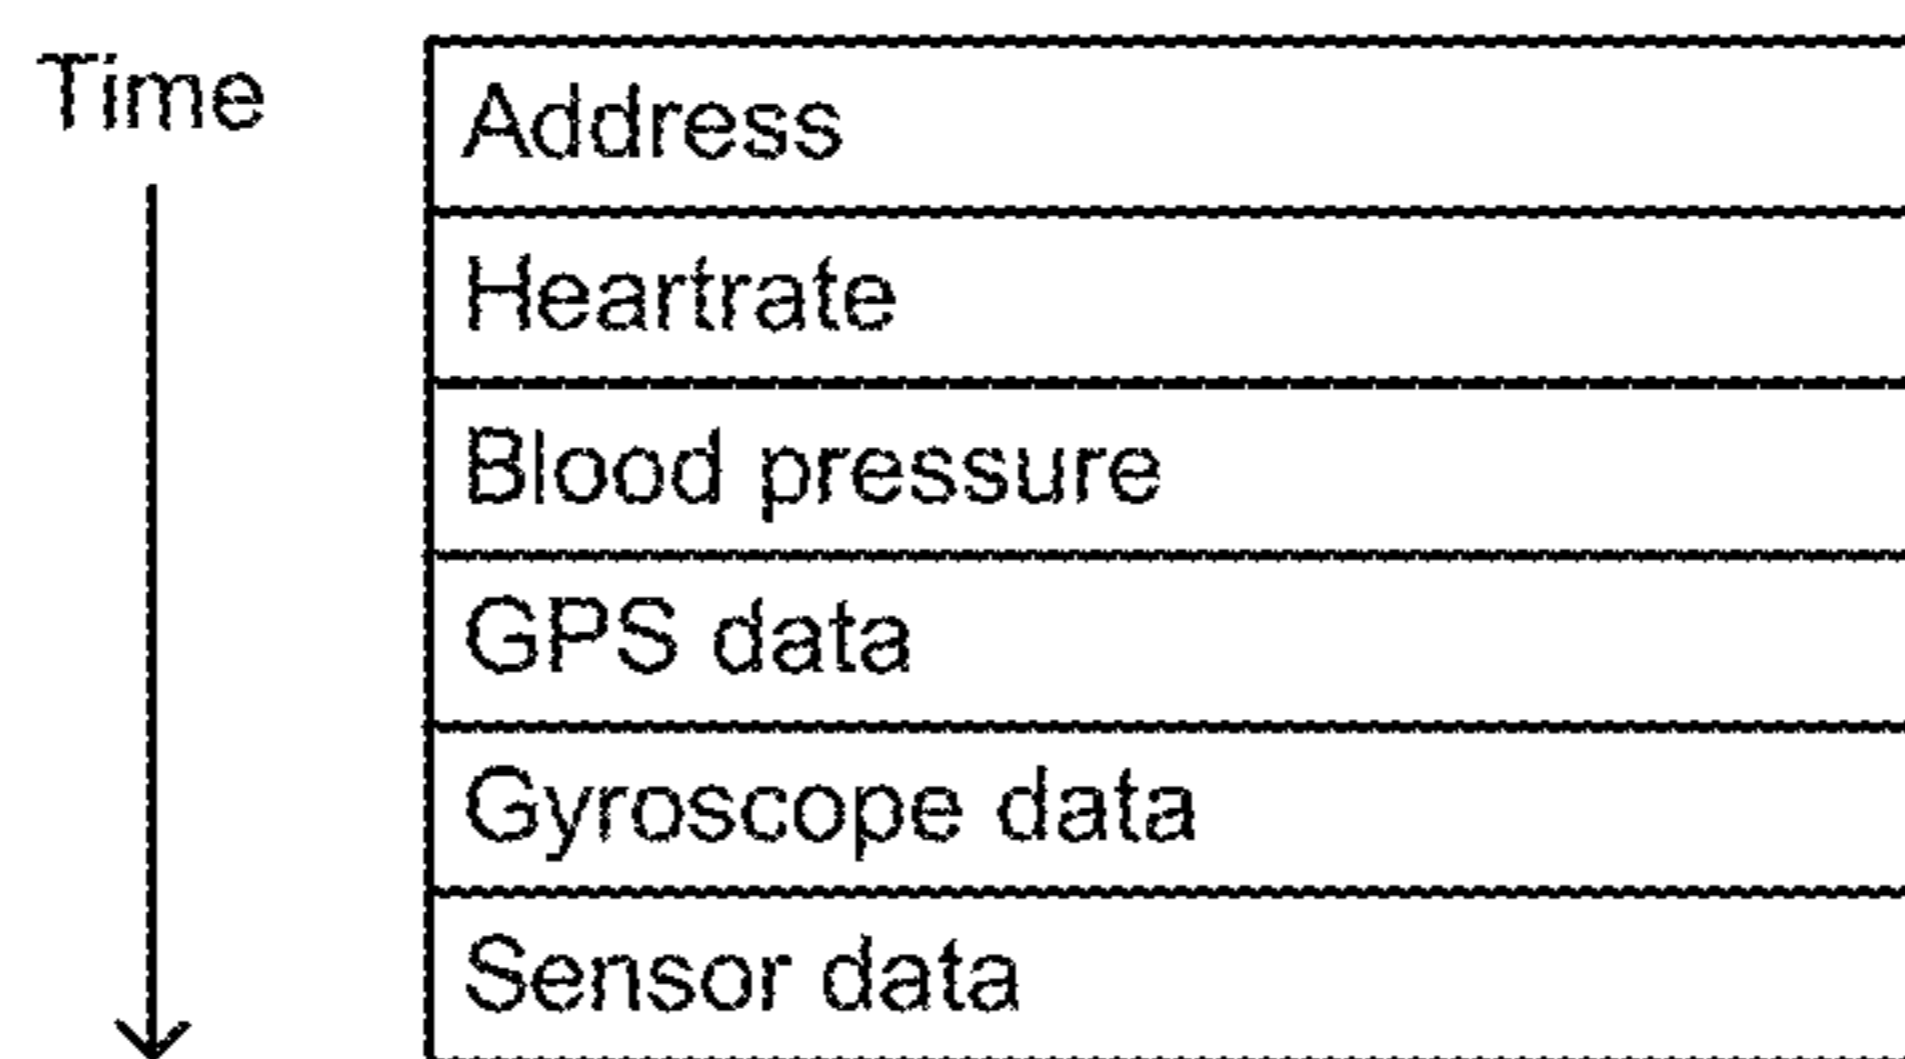 Time
Address
Heartrate
Blood pressure
GPS data
Gyroscope data
Sensor data